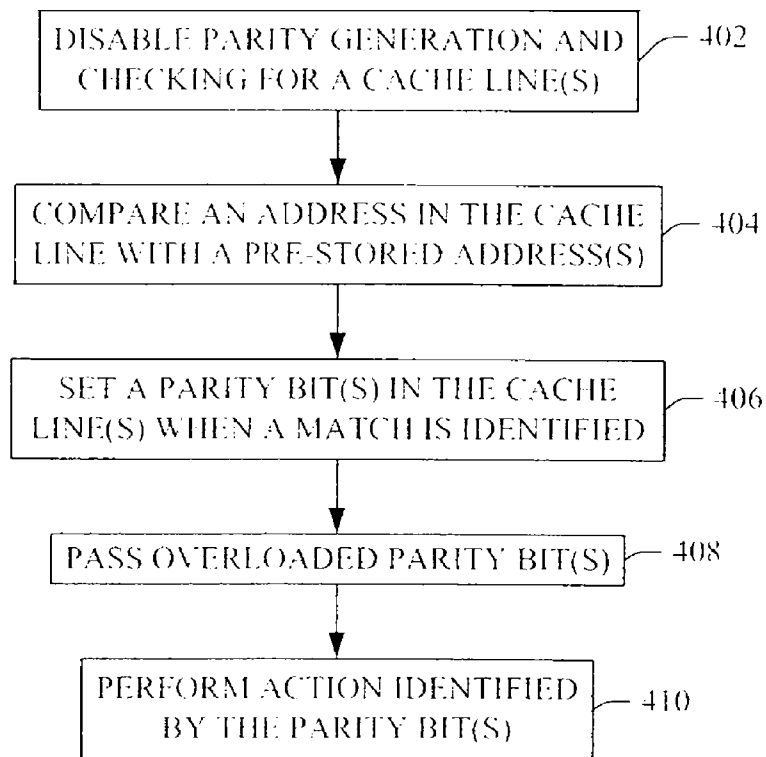 DISABLE PARITY GENERATION AND
CHECKING FOR A CACHE LINE(S)
402
COMPARE AN ADDRESS IN THE CACHE
LINE WITH A PRE-STORED ADDRESS(S)
404
SET A PARITY BIT(S) IN THE CACHE
LINE(S) WHEN A MATCH IS IDENTIFIED
406
PASS OVERLOADED PARITY BIT(S)
408
PERFORM ACTION IDENTIFIED
BY THE PARITY BIT(S)
410